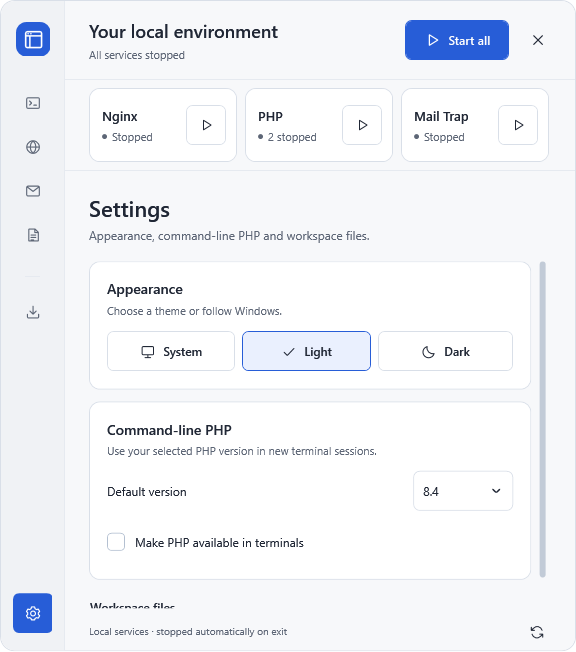 Your local environment
All services stopped
Start all
Nginx
Stopped
PHP
2 stopped
Mail Trap
Stopped
Settings
Appearance, command-line PHP and workspace files.
Appearance
Choose a theme or follow Windows.
System
Light
Dark
Command-line PHP
Use your selected PHP version in new terminal sessions.
Default version
8.4
Make PHP available in terminals
Workspace files
Local services · stopped automatically on exit